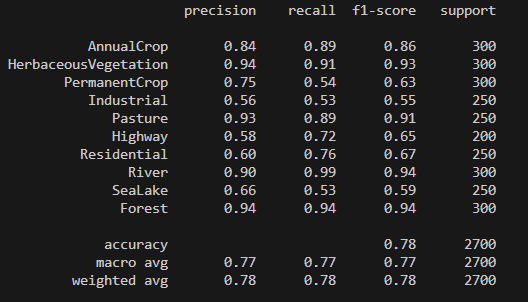 precision recall f1-score support
AnnualCrop 0.84 0.89 0.86 300
HerbaceousVegetation 0.94 0.91 0.93 300
PermanentCrop 0.75 0.54 0.63 300
Industrial 0.56 0.53 0.55 250
Pasture 0.93 0.89 0.91 250
Highway 0.58 0.72 0.65 200
Residential 0.60 0.76 0.67 250
River 0.90 0.99 0.94 300
SeaLake 0.66 0.53 0.59 250
Forest 0.94 0.94 0.94 300
accuracy 0.78 2700
macro avg 0.77 0.77 0.77 2700
weighted avg 0.78 0.78 0.78 2700